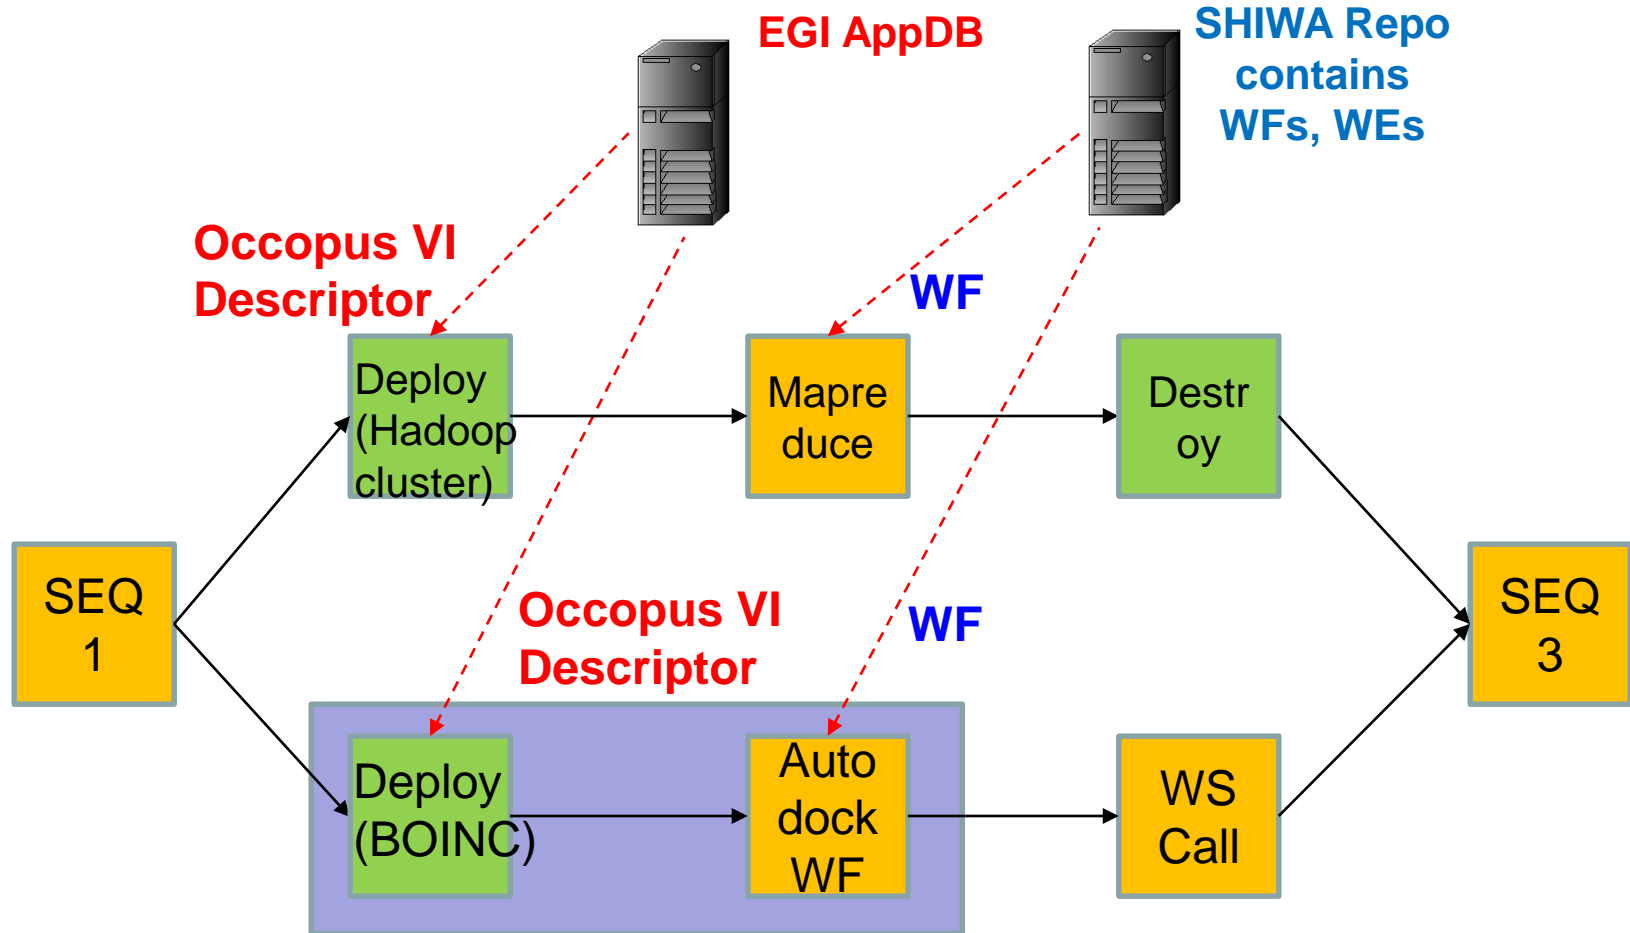 EGI AppDB
SHIWA Repo
contains
WFs, WEs
Occopus VI
Descriptor
WF
Deploy
(Hadoop
cluster)
Mapre
duce
Destr
oy
SEQ
1
Occopus VI
Descriptor
WF
SEQ
3
Deploy
(BOINC)
Auto
dock
WF
WS
Call